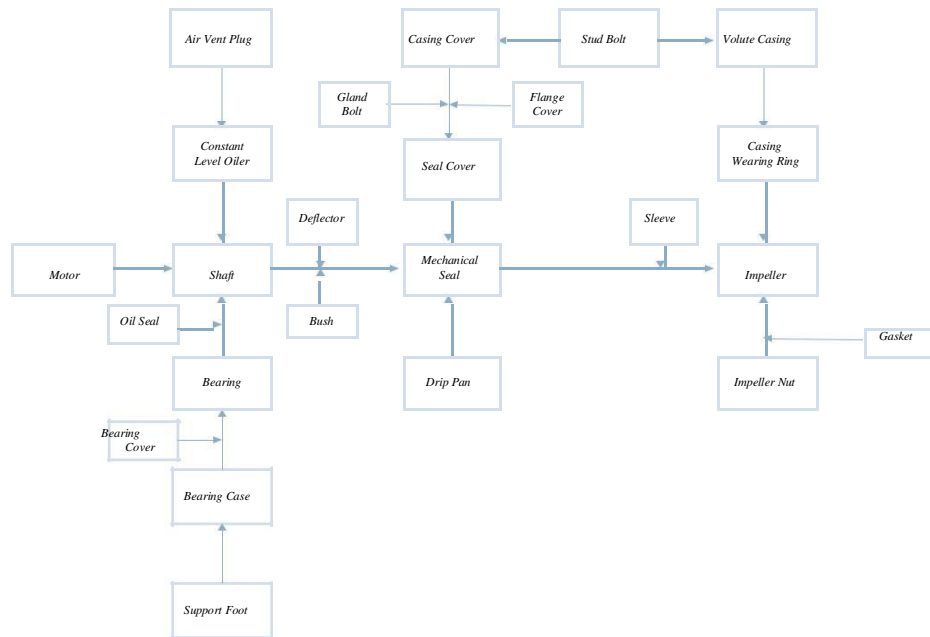 Air Vent Plug
Casing Cover
Stud Bolt
Volute Casing
Gland
Bolt
Flange
Cover
Constant
Level Oiler
Seal Cover
Casing
Wearing Ring
Deflector
Sleeve
Motor
Shaft
Mechanical
Seal
Impeller
Oil Seal
Bush
Gasket
Bearing
Drip Pan
Impeller Nut
Bearing
Cover
Bearing Case
Support Foot